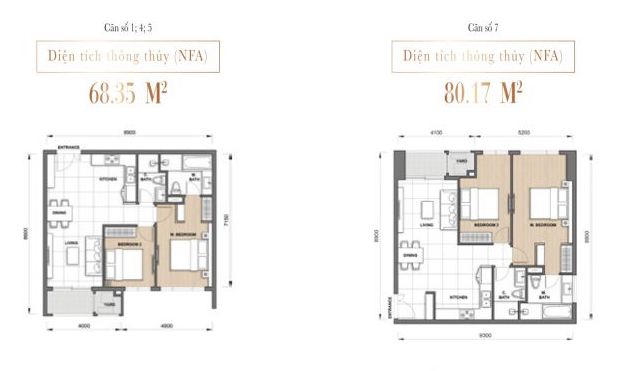 Căn số 1; 4; 5
Diện tích thông thủy (NFA)
68.35 M²
8900
ENTRANCE
KITCHEN
C. BATH
M. BATH
DINING
LIVING
BEDROOM 2
M. BEDROOM
YARD
8600
7150
4000
4900
Căn số 7
Diện tích thông thủy (NFA)
80.17 M²
4100
5200
YARD
LIVING
BEDROOM 2
M. BEDROOM
DINING
KITCHEN
C. BATH
M. BATH
ENTRANCE
8900
8900
9300